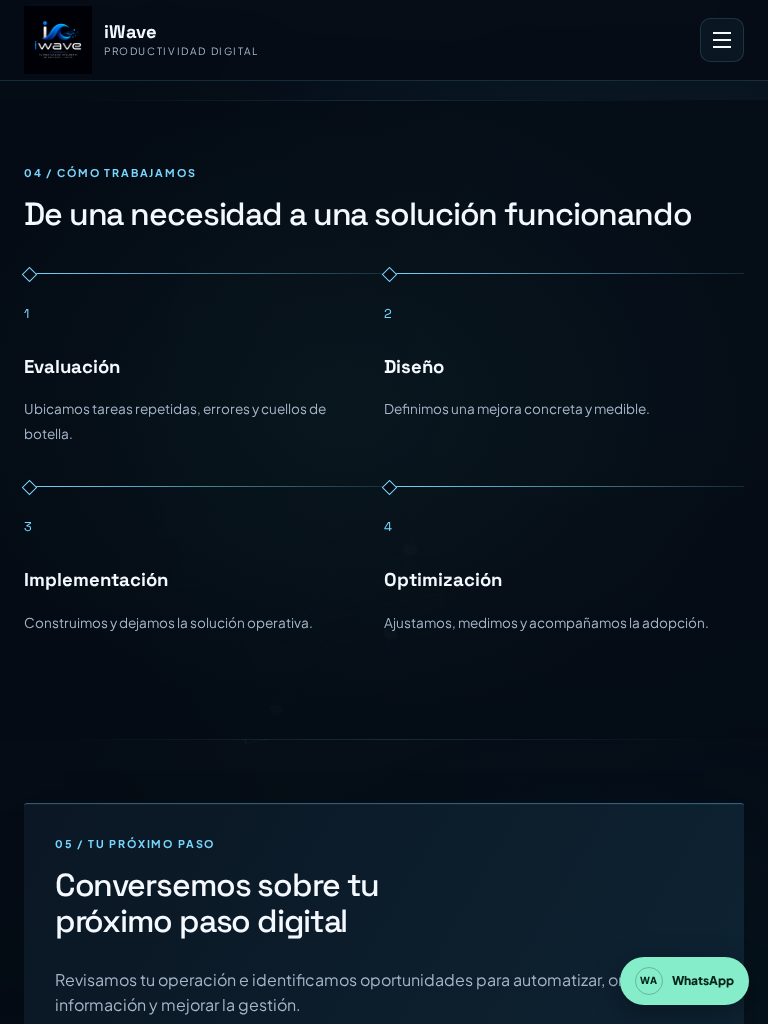 iwave
iWave
PRODUCTIVIDAD DIGITAL
04 / CÓMO TRABAJAMOS
De una necesidad a una solución funcionando
1
Evaluación
Ubicamos tareas repetidas, errores y cuellos de
botella.
2
Diseño
Definimos una mejora concreta y medible.
3
Implementación
Construimos y dejamos la solución operativa.
4
Optimización
Ajustamos, medimos y acompañamos la adopción.
05 / TU PRÓXIMO PASO
Conversemos sobre tu
próximo paso digital
Revisamos tu operación e identificamos oportunidades para automatizar,
información y mejorar la gestión.
WA WhatsApp